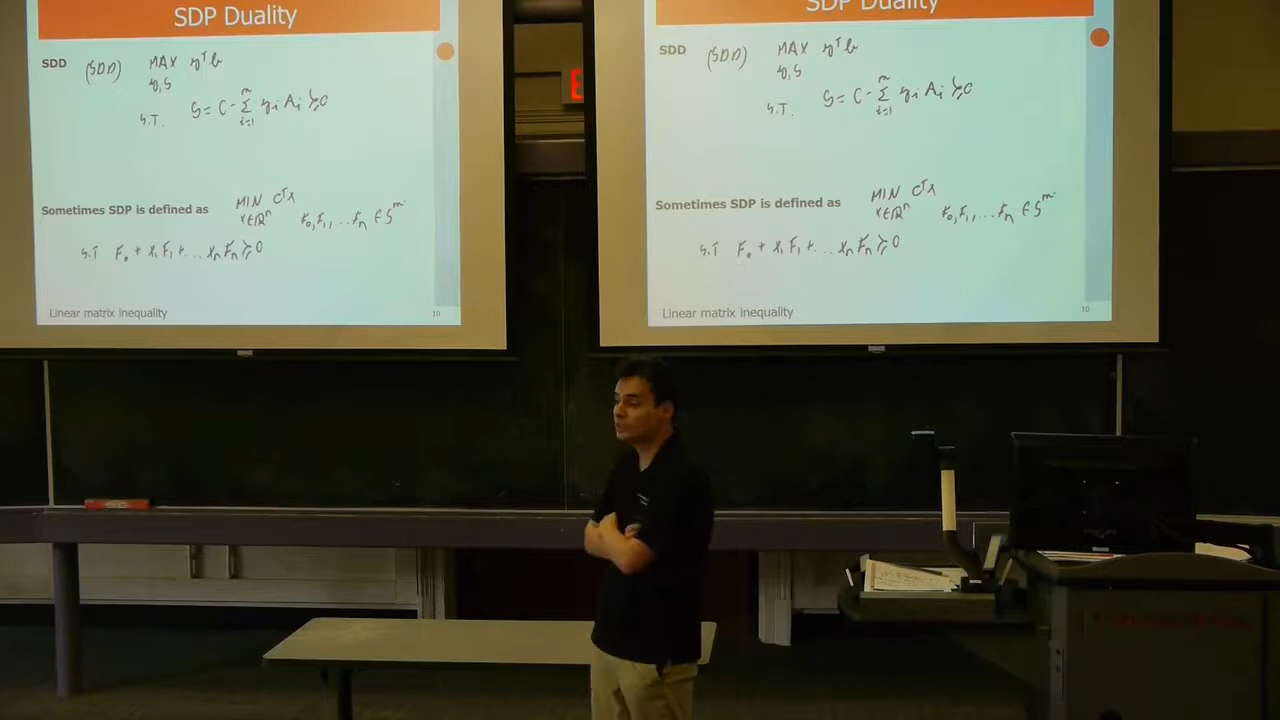 SDP Duality
SDD (SDD) MAX y^T b
y,S
S.T. S = C - Σ_{i=1}^{m} y_i A_i ≽ 0
Sometimes SDP is defined as MIN c^T x
x∈ℝ^n F_0, F_1, ... F_n ∈ S^m
S.T F_0 + x_1 F_1 + ... x_n F_n ≽ 0
Linear matrix inequality 10
SDP Duality
SDD (SDD) MAX y^T b
y,S
S.T. S = C - Σ_{i=1}^{m} y_i A_i ≽ 0
Sometimes SDP is defined as MIN c^T x
x∈ℝ^n F_0, F_1, ... F_n ∈ S^m
S.T F_0 + x_1 F_1 + ... x_n F_n ≽ 0
Linear matrix inequality 10
E